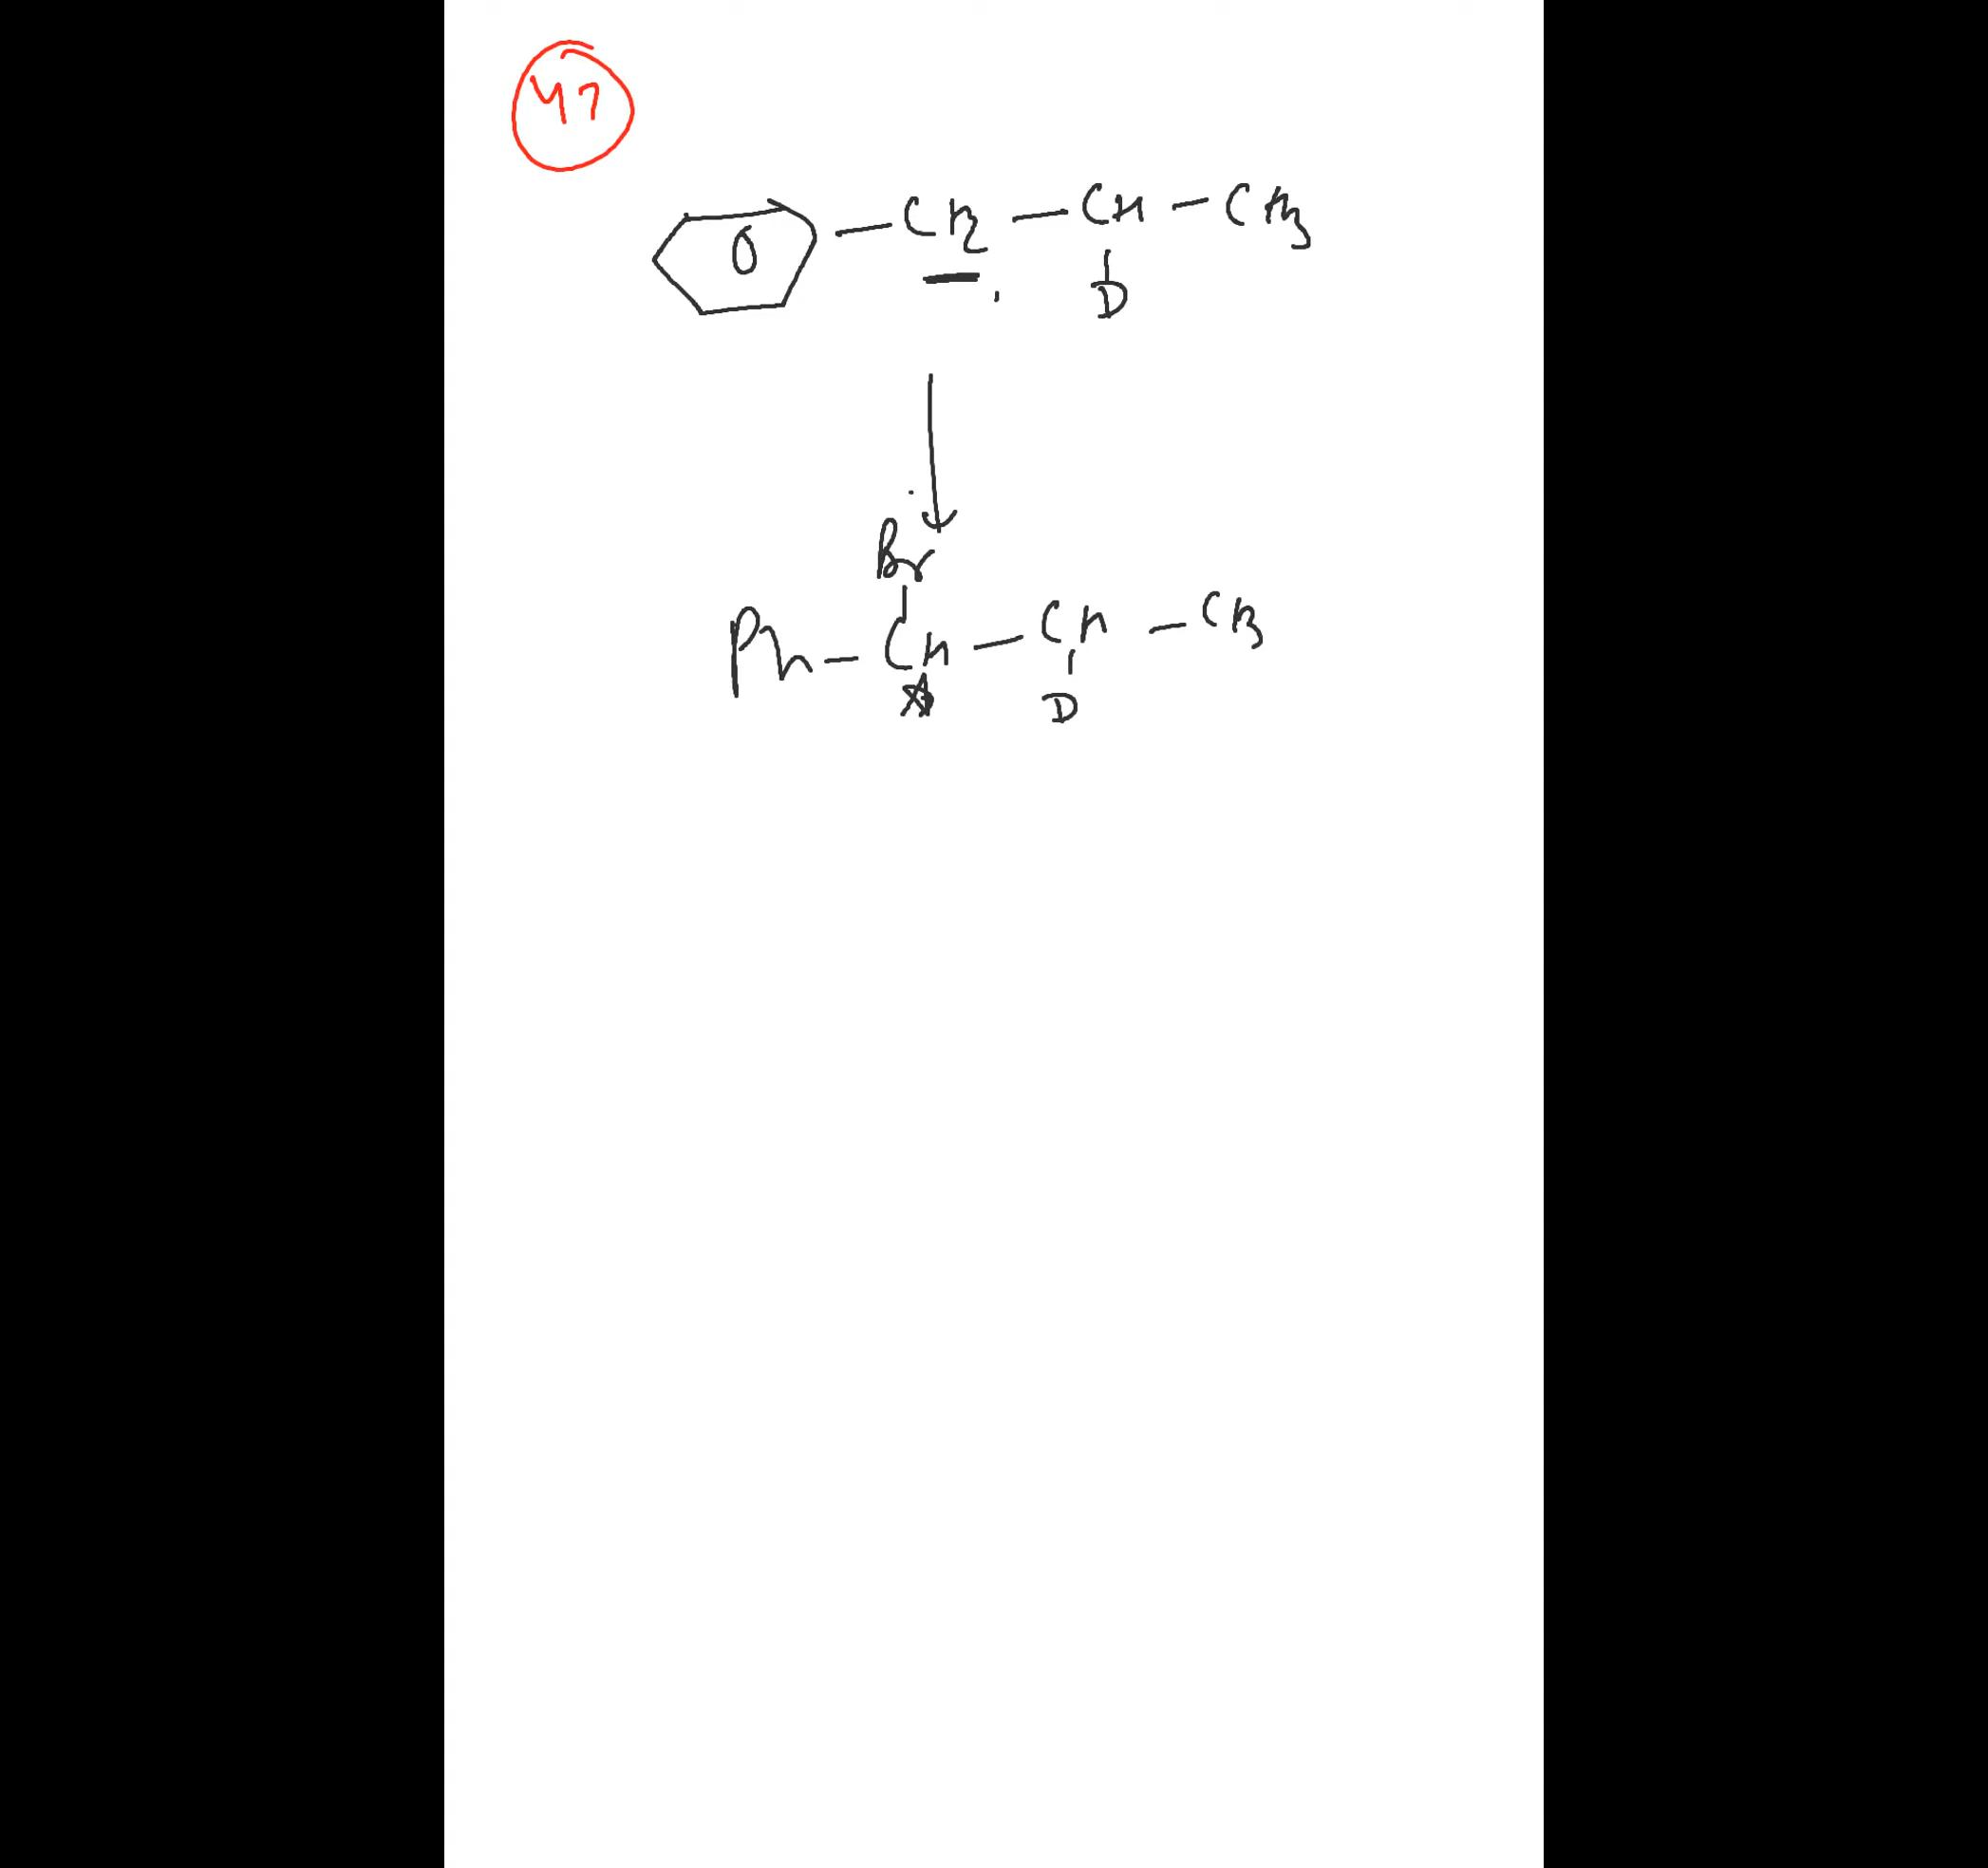 47
CH2 — CH — CH3
D
Br
Ph — CH — CH — CH3
D